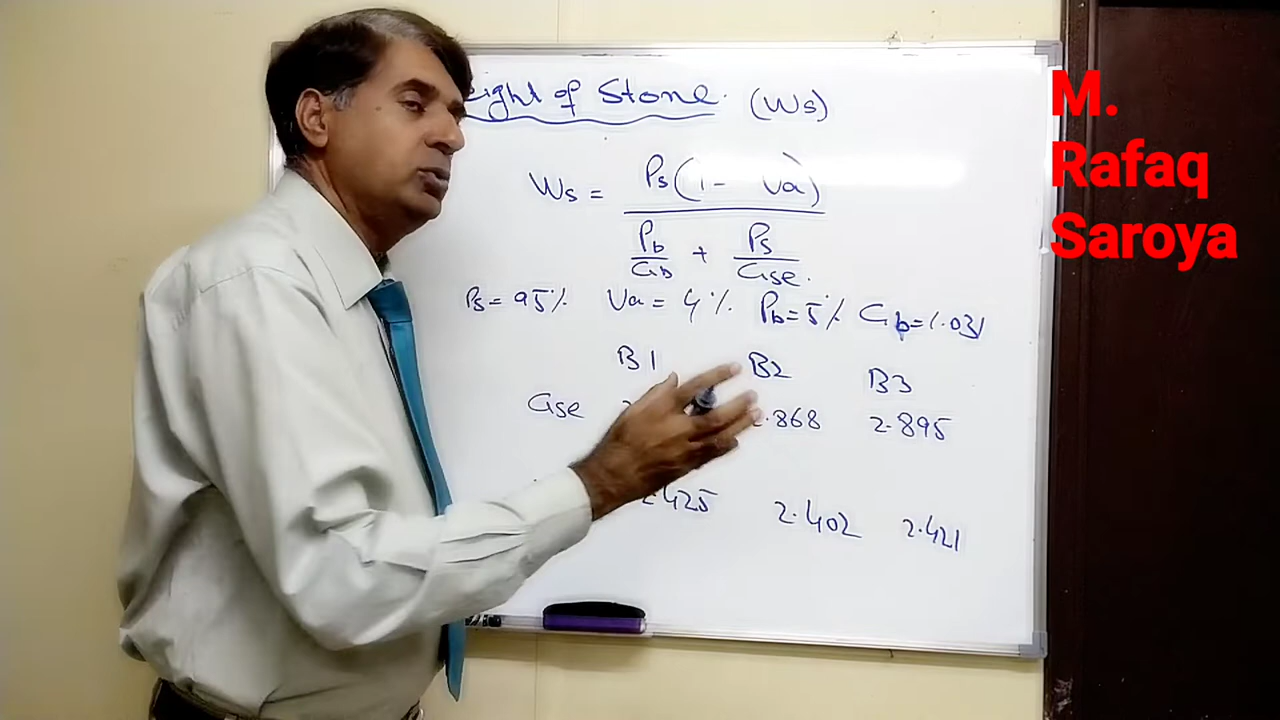 of Stone (Ws)
Ws = Ps(1- Va)
Pb/Gb + Ps/Gse.
Ps = 95% Va = 4% Pb = 5% Gb = 1.031
B1 B2 B3
Gse .868 2.895
.425 2.402 2.421
M.
Rafaq
Saroya